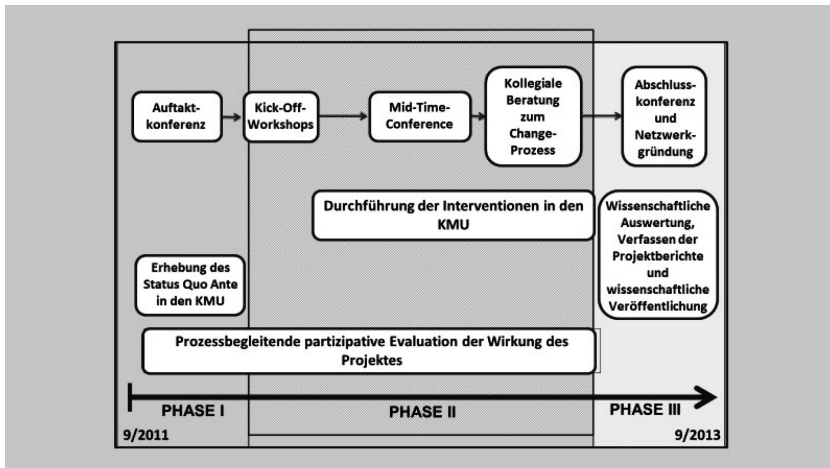 Auftakt-
konferenz
Kick-Off-
Workshops
Mid-Time-
Conference
Kollegiale
Beratung
zum
Change-
Prozess
Abschluss-
konferenz
und
Netzwerk-
gründung
Durchführung der Interventionen in den
KMU
Wissenschaftliche
Auswertung,
Verfassen der
Projektberichte
und
wissenschaftliche
Veröffentlichung
Erhebung des
Status Quo Ante
in den KMU
Prozessbegleitende partizipative Evaluation der Wirkung des
Projektes
PHASE I
PHASE II
PHASE III
9/2011
9/2013